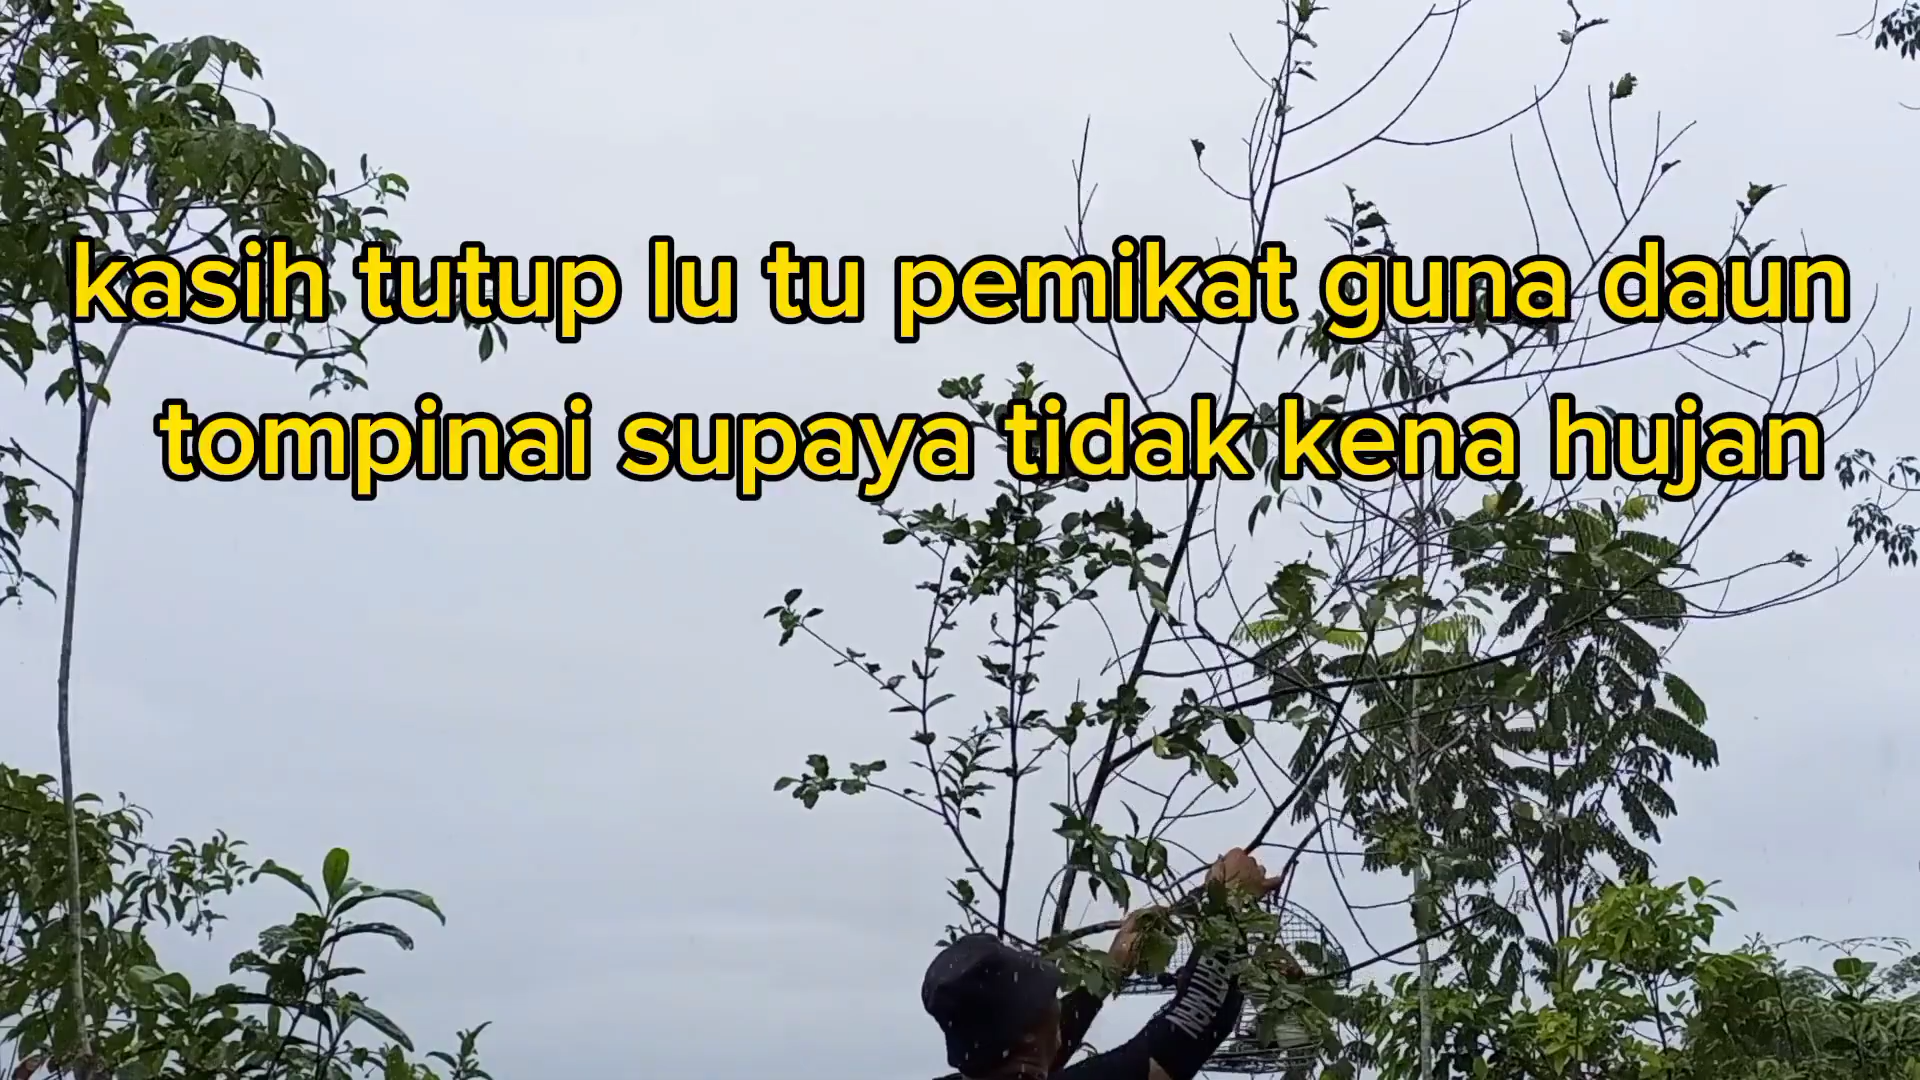 kasih tutup lu tu pemikat guna daun
tompinai supaya tidak kena hujan